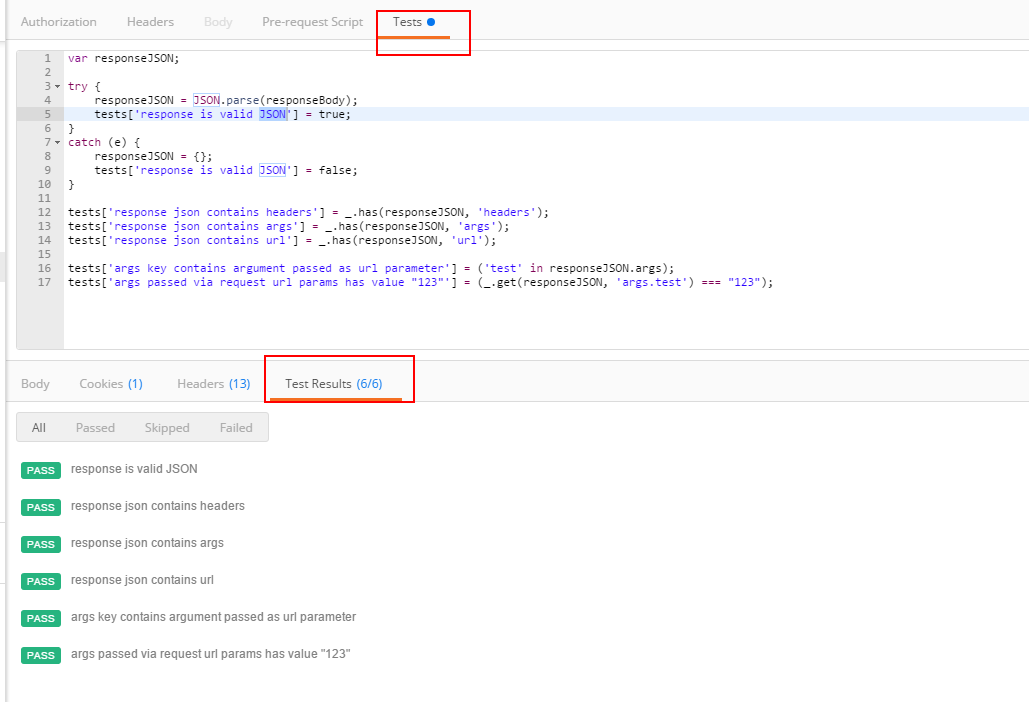 Authorization Headers Body Pre-request Script Tests
1 var responseJSON;
2
3 try {
4 responseJSON = JSON.parse(responseBody);
5 tests['response is valid JSON'] = true;
6 }
7 catch (e) {
8 responseJSON = {};
9 tests['response is valid JSON'] = false;
10 }
11
12 tests['response json contains headers'] = _.has(responseJSON, 'headers');
13 tests['response json contains args'] = _.has(responseJSON, 'args');
14 tests['response json contains url'] = _.has(responseJSON, 'url');
15
16 tests['args key contains argument passed as url parameter'] = ('test' in responseJSON.args);
17 tests['args passed via request url params has value "123"'] = (_.get(responseJSON, 'args.test') === "123");
Body Cookies (1) Headers (13) Test Results (6/6)
All Passed Skipped Failed
PASS response is valid JSON
PASS response json contains headers
PASS response json contains args
PASS response json contains url
PASS args key contains argument passed as url parameter
PASS args passed via request url params has value "123"